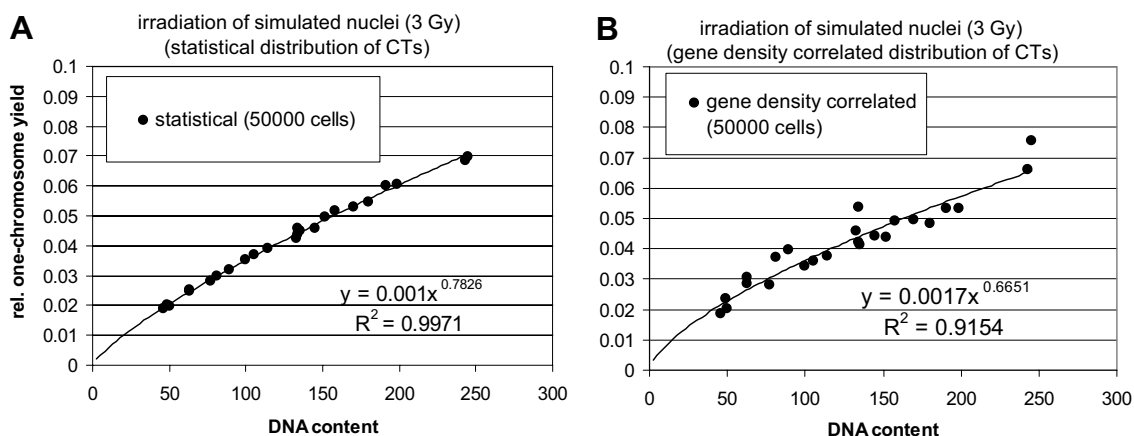 A
irradiation of simulated nuclei (3 Gy)
(statistical distribution of CTs)
rel. one-chromosome yield
0.1
0.09
0.08
0.07
0.06
0.05
0.04
0.03
0.02
0.01
0
statistical (50000 cells)
y = 0.001x^0.7826
R^2 = 0.9971
0 50 100 150 200 250 300
DNA content
B
irradiation of simulated nuclei (3 Gy)
(gene density correlated distribution of CTs)
0.1
0.09
0.08
0.07
0.06
0.05
0.04
0.03
0.02
0.01
0
gene density correlated
(50000 cells)
y = 0.0017x^0.6651
R^2 = 0.9154
0 50 100 150 200 250 300
DNA content